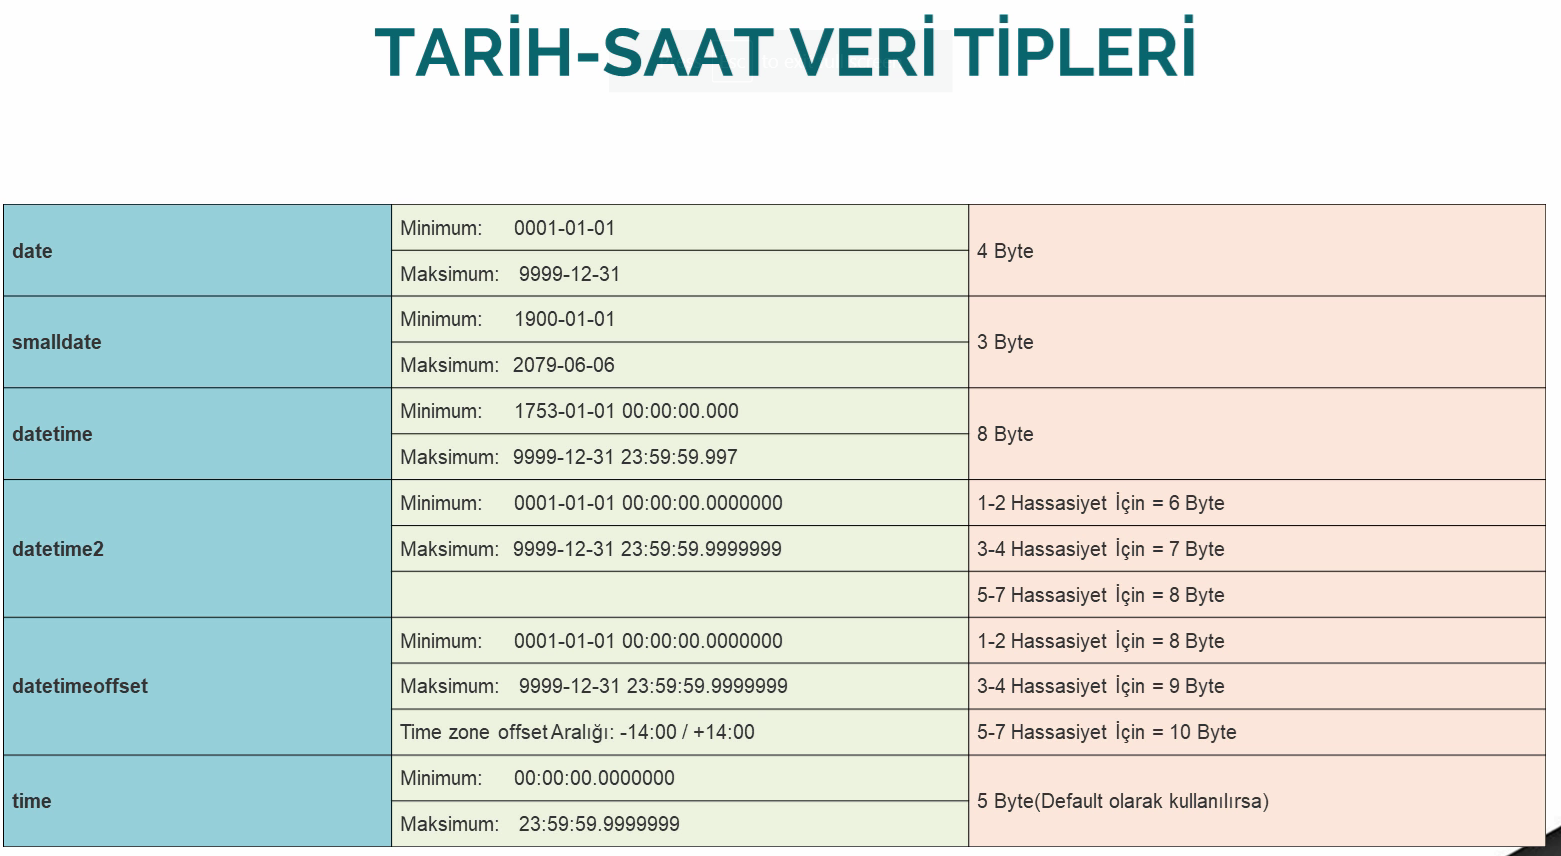 TARİH-SAAT VERİ TİPLERİ
date
Minimum: 0001-01-01
Maksimum: 9999-12-31
4 Byte
smalldate
Minimum: 1900-01-01
Maksimum: 2079-06-06
3 Byte
datetime
Minimum: 1753-01-01 00:00:00.000
Maksimum: 9999-12-31 23:59:59.997
8 Byte
datetime2
Minimum: 0001-01-01 00:00:00.0000000
1-2 Hassasiyet İçin = 6 Byte
Maksimum: 9999-12-31 23:59:59.9999999
3-4 Hassasiyet İçin = 7 Byte
5-7 Hassasiyet İçin = 8 Byte
datetimeoffset
Minimum: 0001-01-01 00:00:00.0000000
1-2 Hassasiyet İçin = 8 Byte
Maksimum: 9999-12-31 23:59:59.9999999
3-4 Hassasiyet İçin = 9 Byte
Time zone offset Aralığı: -14:00 / +14:00
5-7 Hassasiyet İçin = 10 Byte
time
Minimum: 00:00:00.0000000
Maksimum: 23:59:59.9999999
5 Byte(Default olarak kullanılırsa)